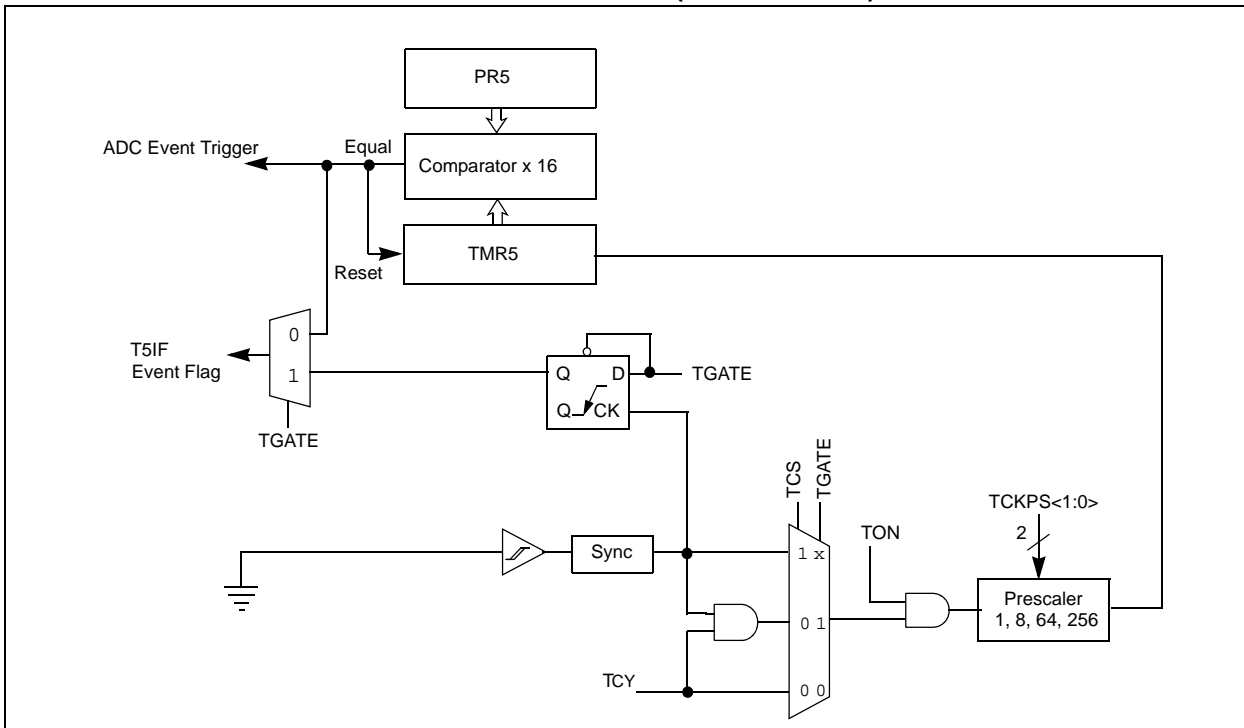 PR5
ADC Event Trigger
Equal
Comparator x 16
TMR5
Reset
0
T5IF
Event Flag
1
TGATE
Q
D
TGATE
Q
CK
TCS
TGATE
TCKPS<1:0>
2
TON
Sync
1 x
Prescaler
1, 8, 64, 256
0 1
TCY
0 0